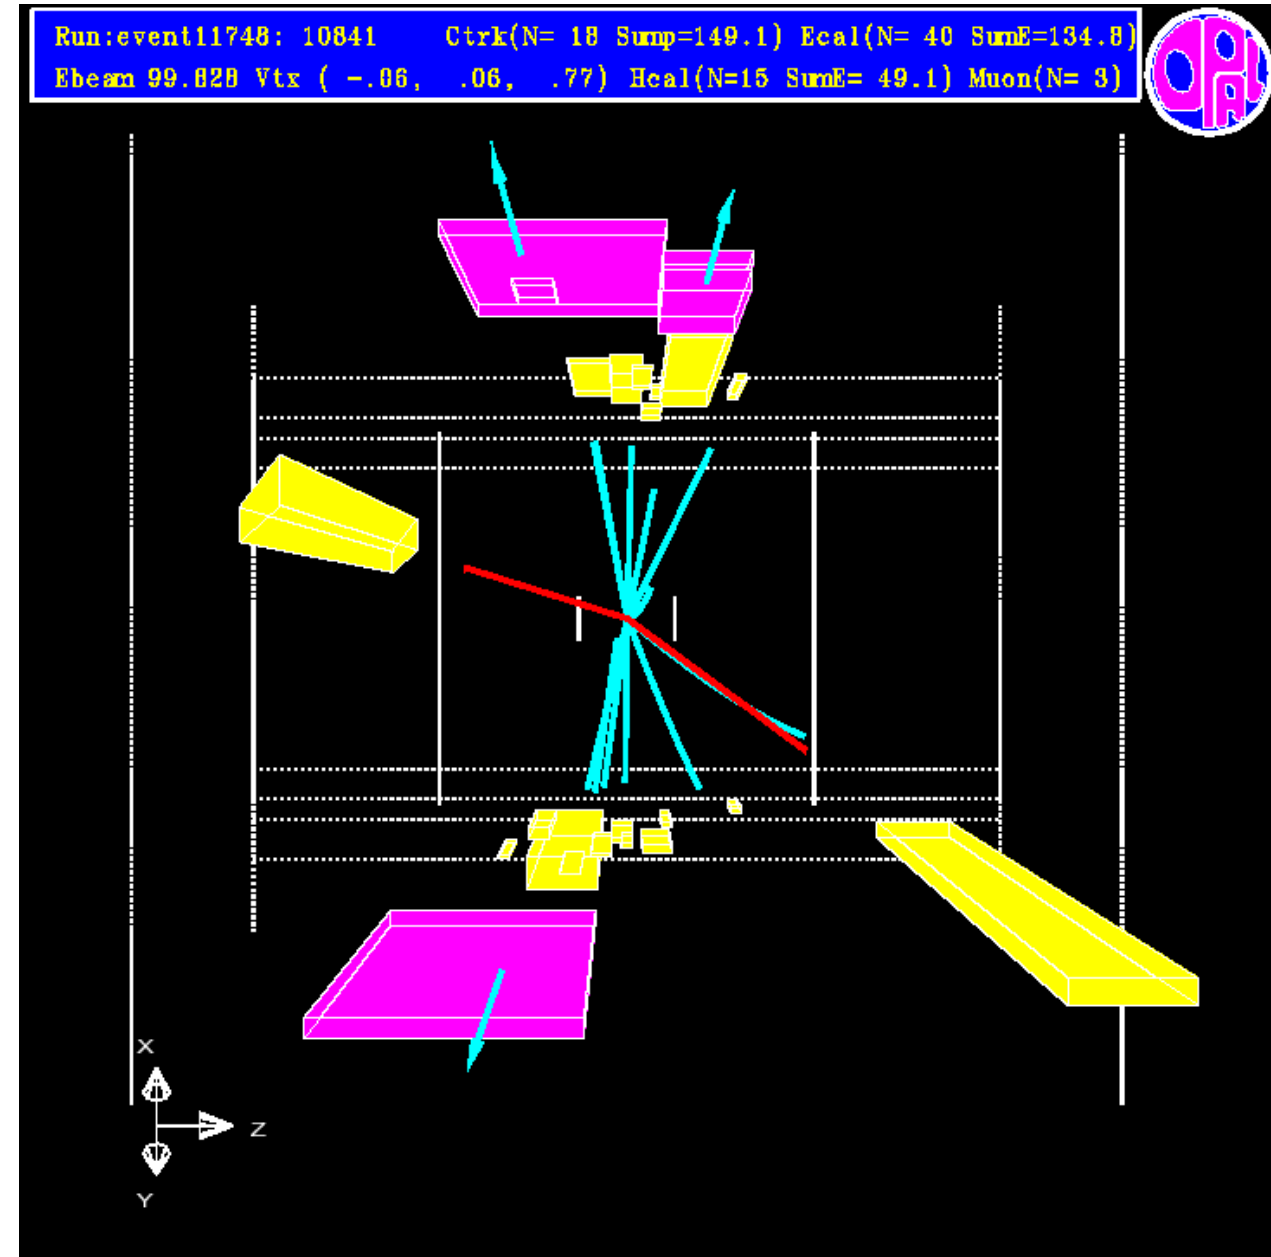 Run:event11748: 10841 Ctrk(N= 18 Sump=149.1) Ecal(N= 40 SumE=134.8)
Ebeam 99.828 Vtx ( -.06, .06, .77) Hcal(N=15 SumE= 49.1) Muon(N= 3)
OPAL
X
Z
Y